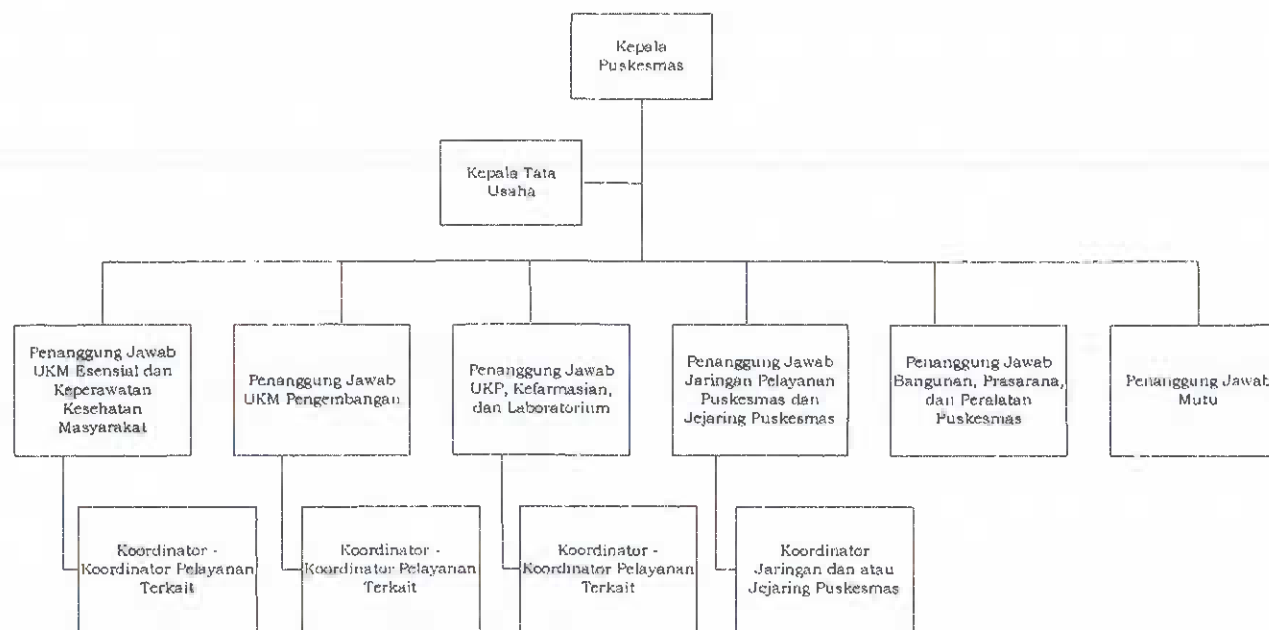 Kepala
Puskesmas
Kepala Tata
Usaha
Penanggung Jawab
UKM Esensial dan
Keperawatan
Kesehatan
Masyarakat
Penanggung Jawab
UKM Pengembangan
Penanggung Jawab
UKP, Kefarmasian,
dan Laboratorium
Penanggung Jawab
Jaringan Pelayanan
Puskesmas dan
Jejaring Puskesmas
Penanggung Jawab
Bangunan, Prasarana,
dan Peralatan
Puskesmas
Penanggung Jawab
Mutu
Koordinator -
Koordinator Pelayanan
Terkait
Koordinator -
Koordinator Pelayanan
Terkait
Koordinator -
Koordinator Pelayanan
Terkait
Koordinator
Jaringan dan atau
Jejaring Puskesmas